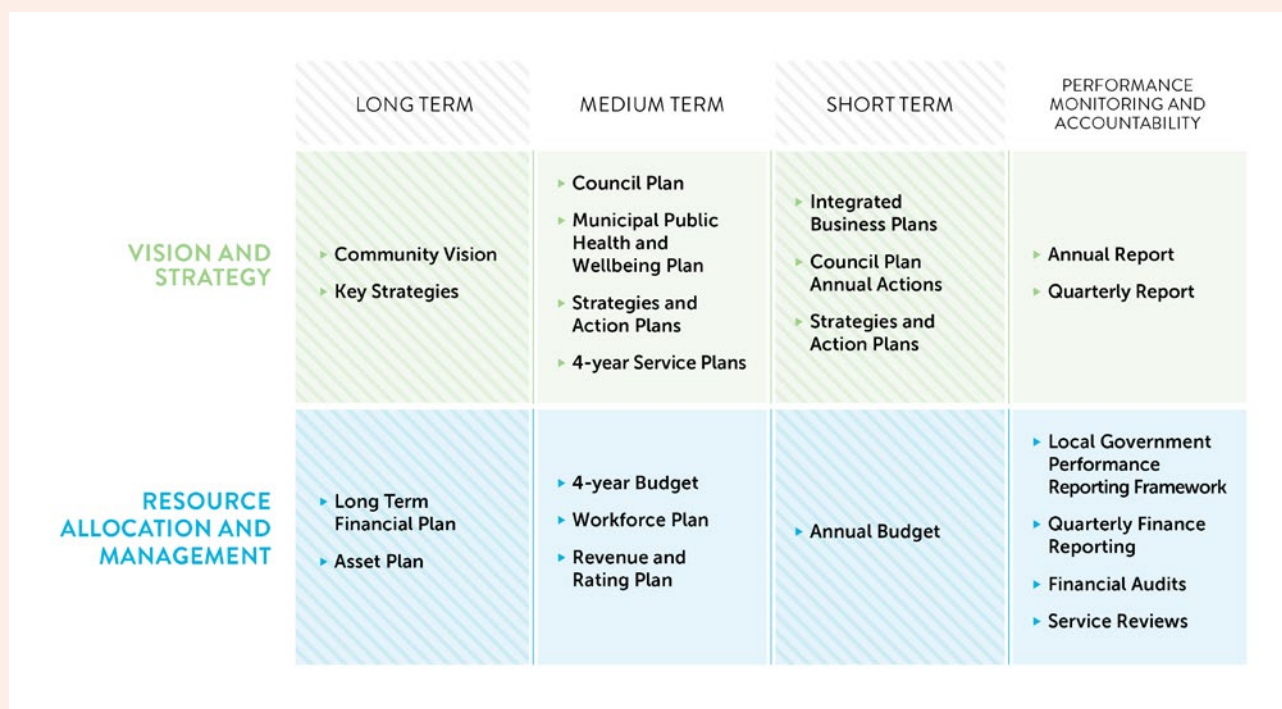 LONG TERM
MEDIUM TERM
SHORT TERM
PERFORMANCE
MONITORING AND
ACCOUNTABILITY
VISION AND
STRATEGY
Community Vision
Key Strategies
Council Plan
Municipal Public
Health and
Wellbeing Plan
Strategies and
Action Plans
4-year Service Plans
Integrated
Business Plans
Council Plan
Annual Actions
Strategies and
Action Plans
Annual Report
Quarterly Report
RESOURCE
ALLOCATION AND
MANAGEMENT
Long Term
Financial Plan
Asset Plan
4-year Budget
Workforce Plan
Revenue and
Rating Plan
Annual Budget
Local Government
Performance
Reporting Framework
Quarterly Finance
Reporting
Financial Audits
Service Reviews